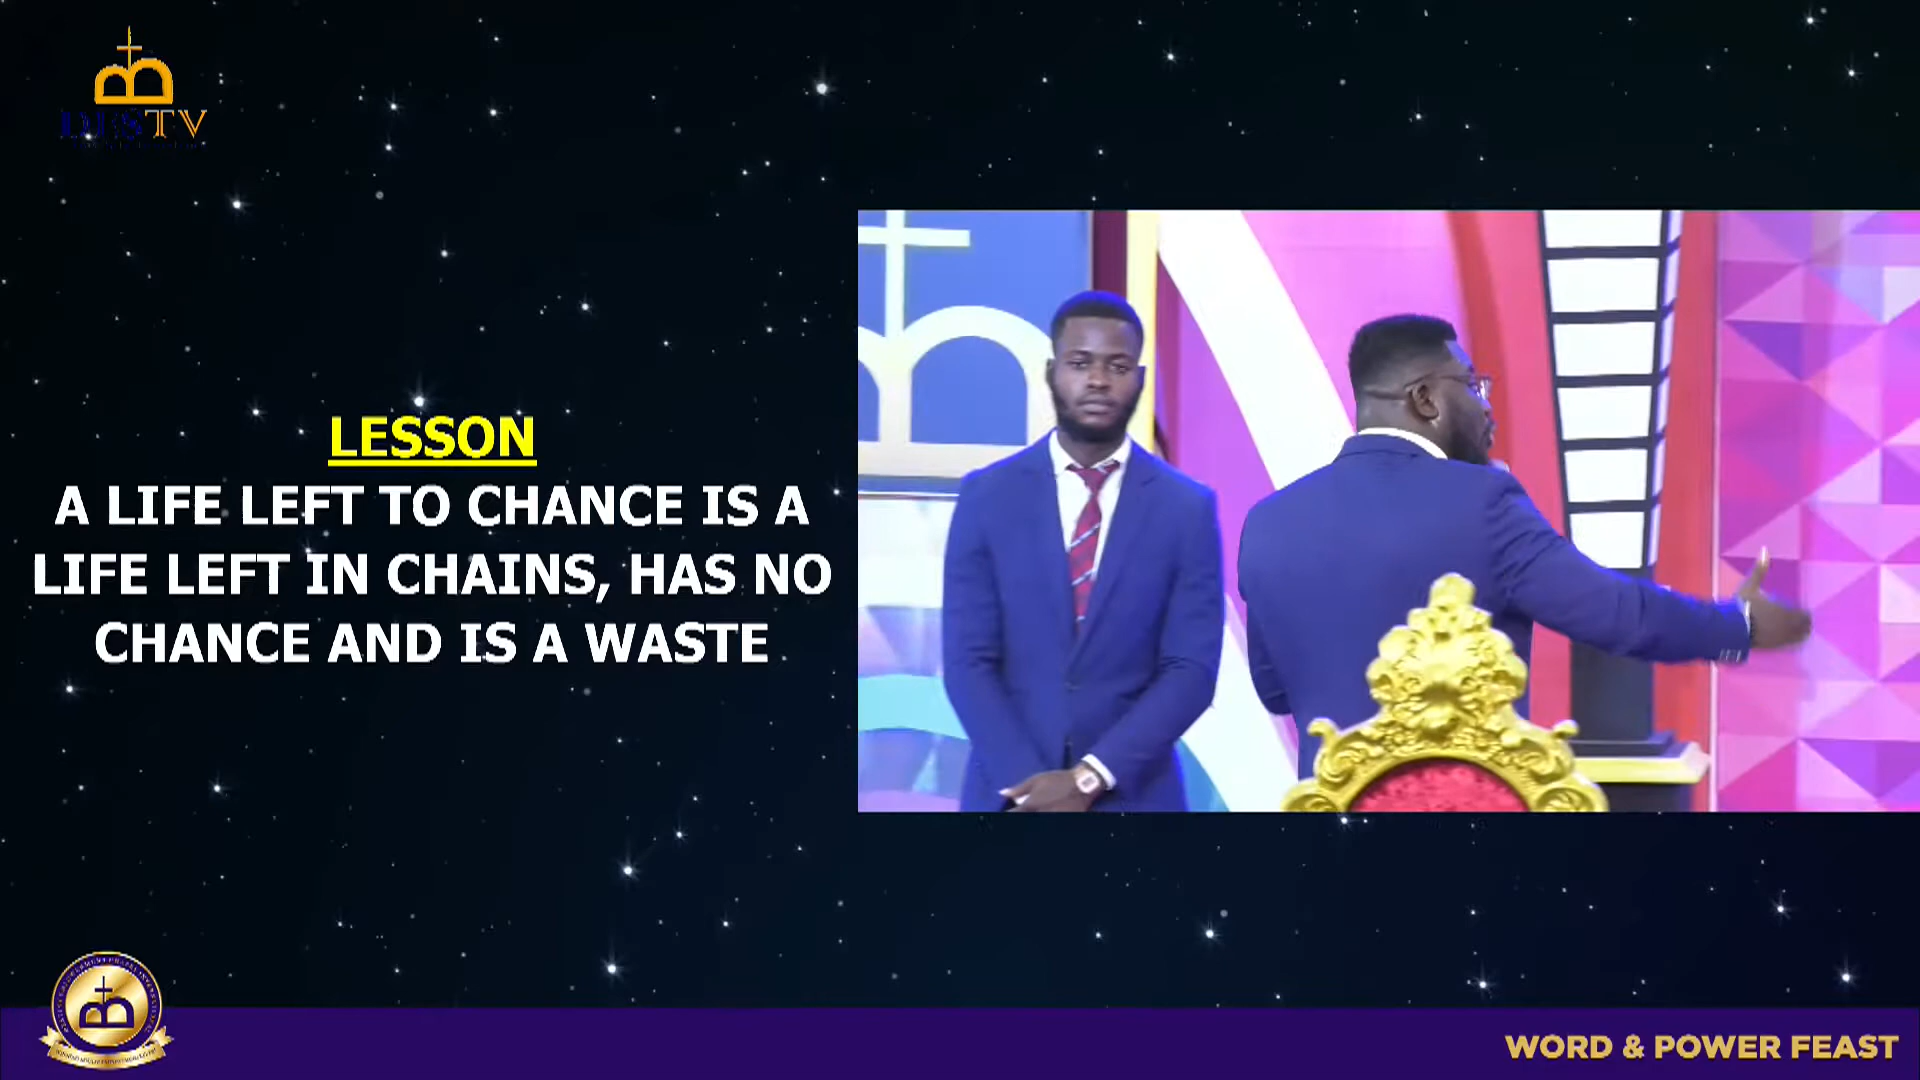 DESTV
LESSON
A LIFE LEFT TO CHANCE IS A
LIFE LEFT IN CHAINS, HAS NO
CHANCE AND IS A WASTE
WORD & POWER FEAST